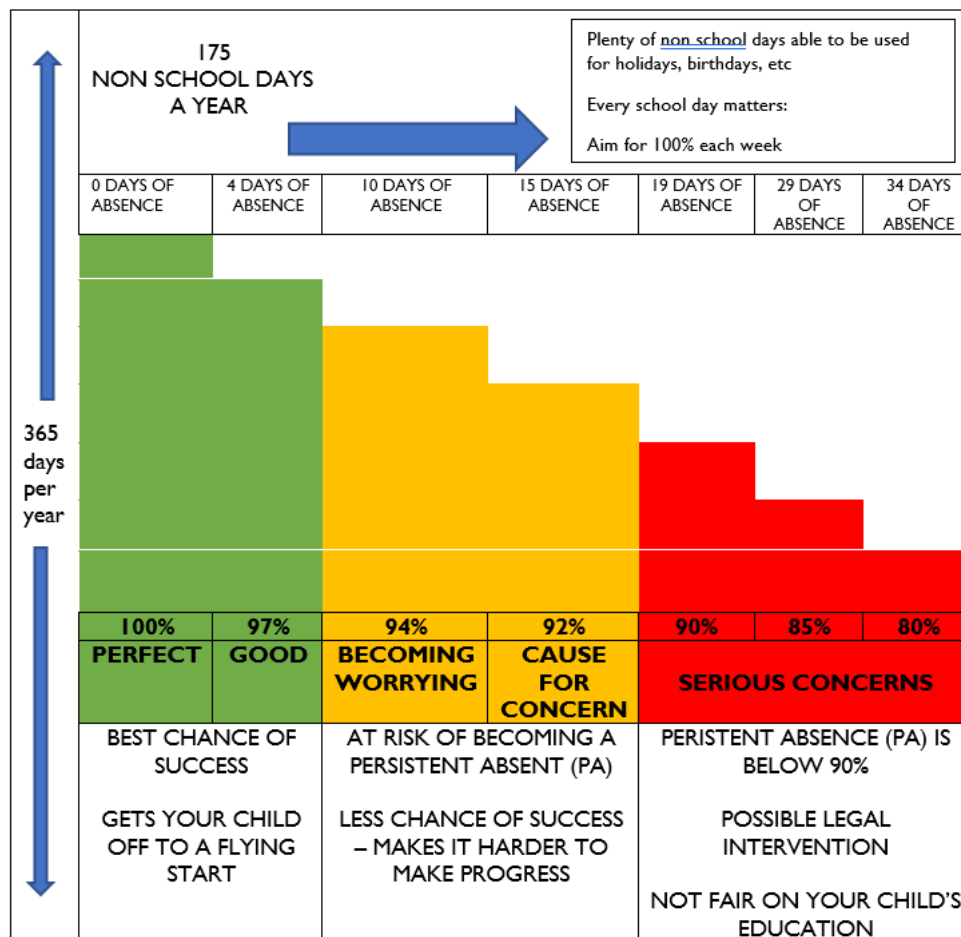 175
NON SCHOOL DAYS
A YEAR
Plenty of non school days able to be used
for holidays, birthdays, etc
Every school day matters:
Aim for 100% each week
0 DAYS OF
ABSENCE
4 DAYS OF
ABSENCE
10 DAYS OF
ABSENCE
15 DAYS OF
ABSENCE
19 DAYS OF
ABSENCE
29 DAYS
OF
ABSENCE
34 DAYS
OF
ABSENCE
365
days
per
year
100%
97%
94%
92%
90%
85%
80%
PERFECT
GOOD
BECOMING
WORRYING
CAUSE
FOR
CONCERN
SERIOUS CONCERNS
BEST CHANCE OF
SUCCESS
GETS YOUR CHILD
OFF TO A FLYING
START
AT RISK OF BECOMING A
PERSISTENT ABSENT (PA)
LESS CHANCE OF SUCCESS
– MAKES IT HARDER TO
MAKE PROGRESS
PERISTENT ABSENCE (PA) IS
BELOW 90%
POSSIBLE LEGAL
INTERVENTION
NOT FAIR ON YOUR CHILD'S
EDUCATION